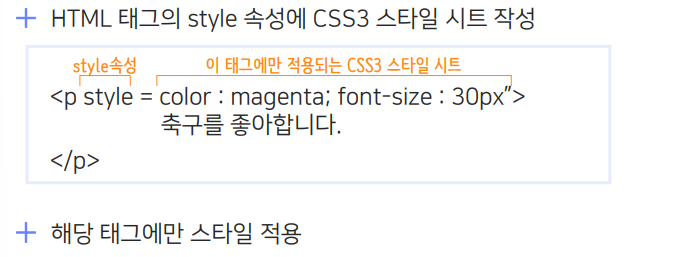 + HTML 태그의 style 속성에 CSS3 스타일 시트 작성
style속성 이 태그에만 적용되는 CSS3 스타일 시트
<p style = color : magenta; font-size : 30px”>
축구를 좋아합니다.
</p>
+ 해당 태그에만 스타일 적용